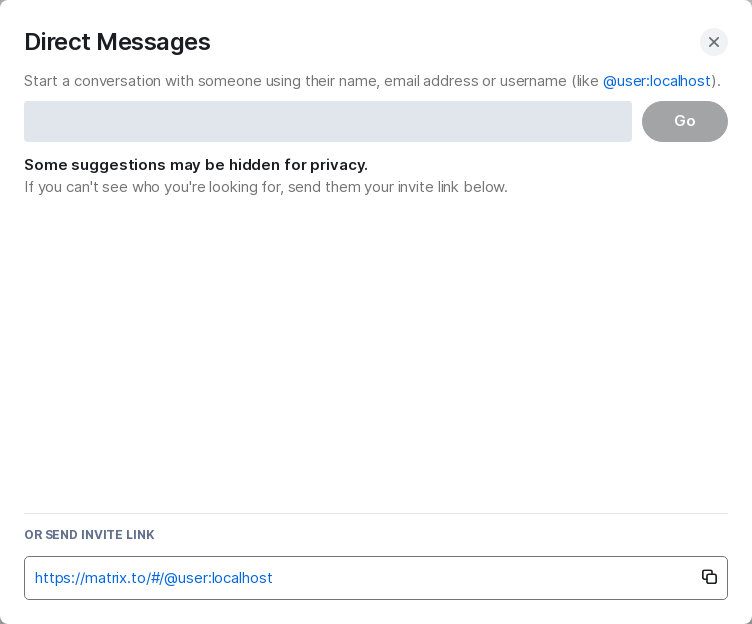 Direct Messages
Start a conversation with someone using their name, email address or username (like @user:localhost).
Go
Some suggestions may be hidden for privacy.
If you can't see who you're looking for, send them your invite link below.
OR SEND INVITE LINK
https://matrix.to/#/@user:localhost